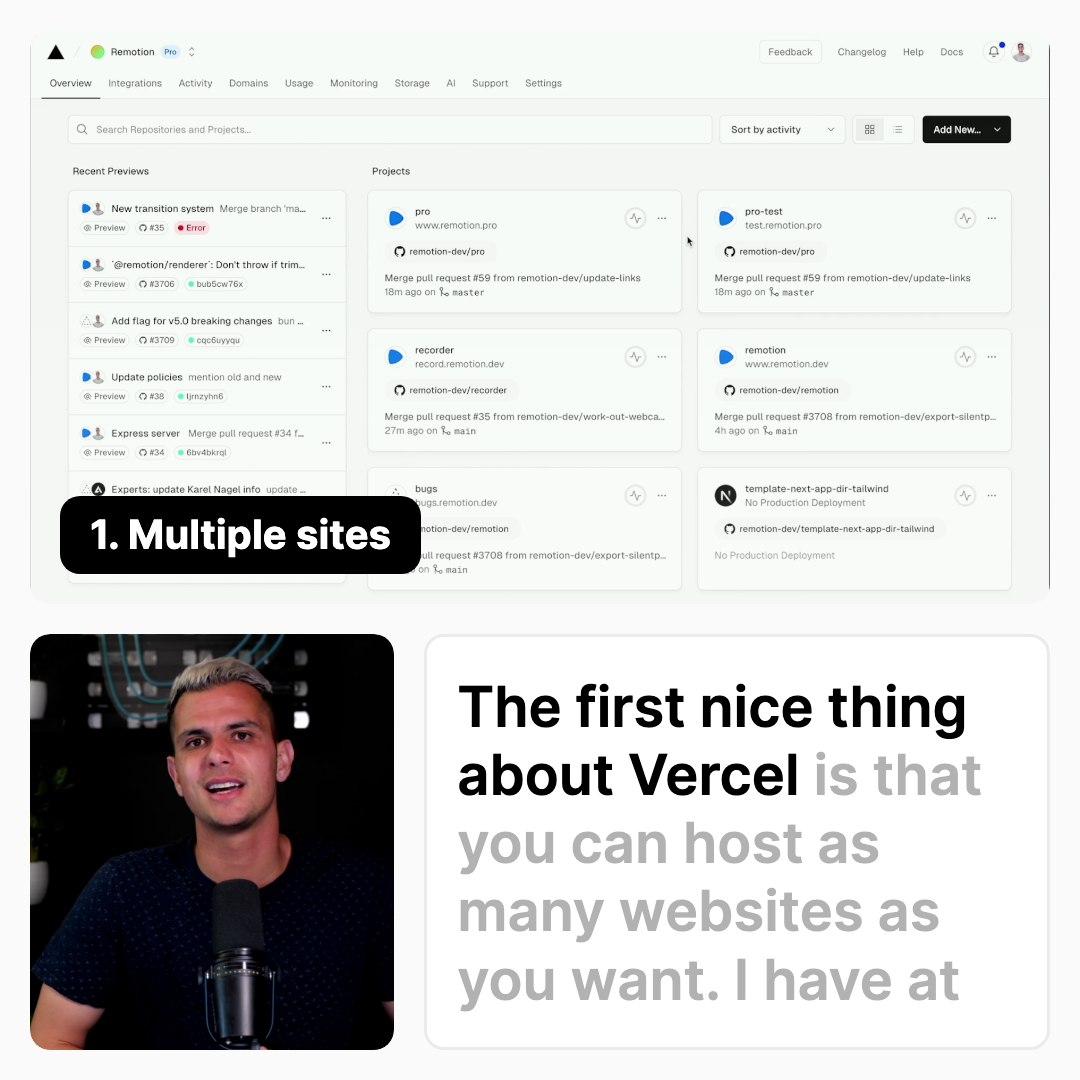 Remotion Pro
Feedback Changelog Help Docs
Overview Integrations Activity Domains Usage Monitoring Storage AI Support Settings
Search Repositories and Projects...
Sort by activity
Add New...
Recent Previews
New transition system Merge branch 'ma...
Preview #35 Error
`@remotion/renderer`: Don't throw if trim...
Preview #3706 bub5cw76x
Add flag for v5.0 breaking changes bun ...
Preview #3709 cqc6uyyqu
Update policies mention old and new
Preview #38 ljrnzyhn6
Express server Merge pull request #34 f...
Preview #34 6bv4bkrql
Experts: update Karel Nagel info update ...
Projects
pro
www.remotion.pro
remotion-dev/pro
Merge pull request #59 from remotion-dev/update-links
18m ago on master
pro-test
test.remotion.pro
remotion-dev/pro
Merge pull request #59 from remotion-dev/update-links
18m ago on master
recorder
record.remotion.dev
remotion-dev/recorder
Merge pull request #35 from remotion-dev/work-out-webca...
27m ago on main
remotion
www.remotion.dev
remotion-dev/remotion
Merge pull request #3708 from remotion-dev/export-silentp...
4h ago on main
bugs
bugs.remotion.dev
remotion-dev/remotion
pull request #3708 from remotion-dev/export-silentp...
on main
template-next-app-dir-tailwind
No Production Deployment
remotion-dev/template-next-app-dir-tailwind
No Production Deployment
1. Multiple sites
The first nice thing
about Vercel is that
you can host as
many websites as
you want. I have at